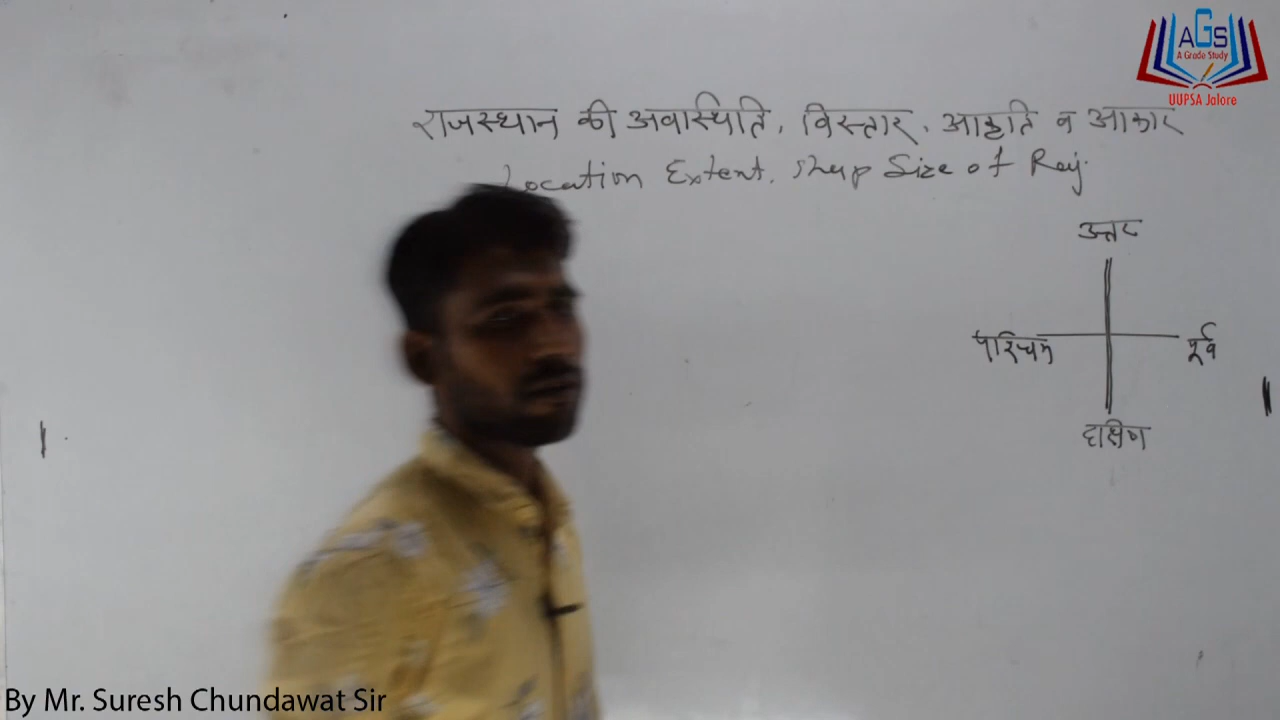 AGS
A Grade Study
UUPSA Jalore
राजस्थान की अवास्थिति, विस्तार, आकृति व आकार
Location Extent, Shap Size of Raj.
उत्तर
पश्चिम
पूर्व
दक्षिण
By Mr. Suresh Chundawat Sir